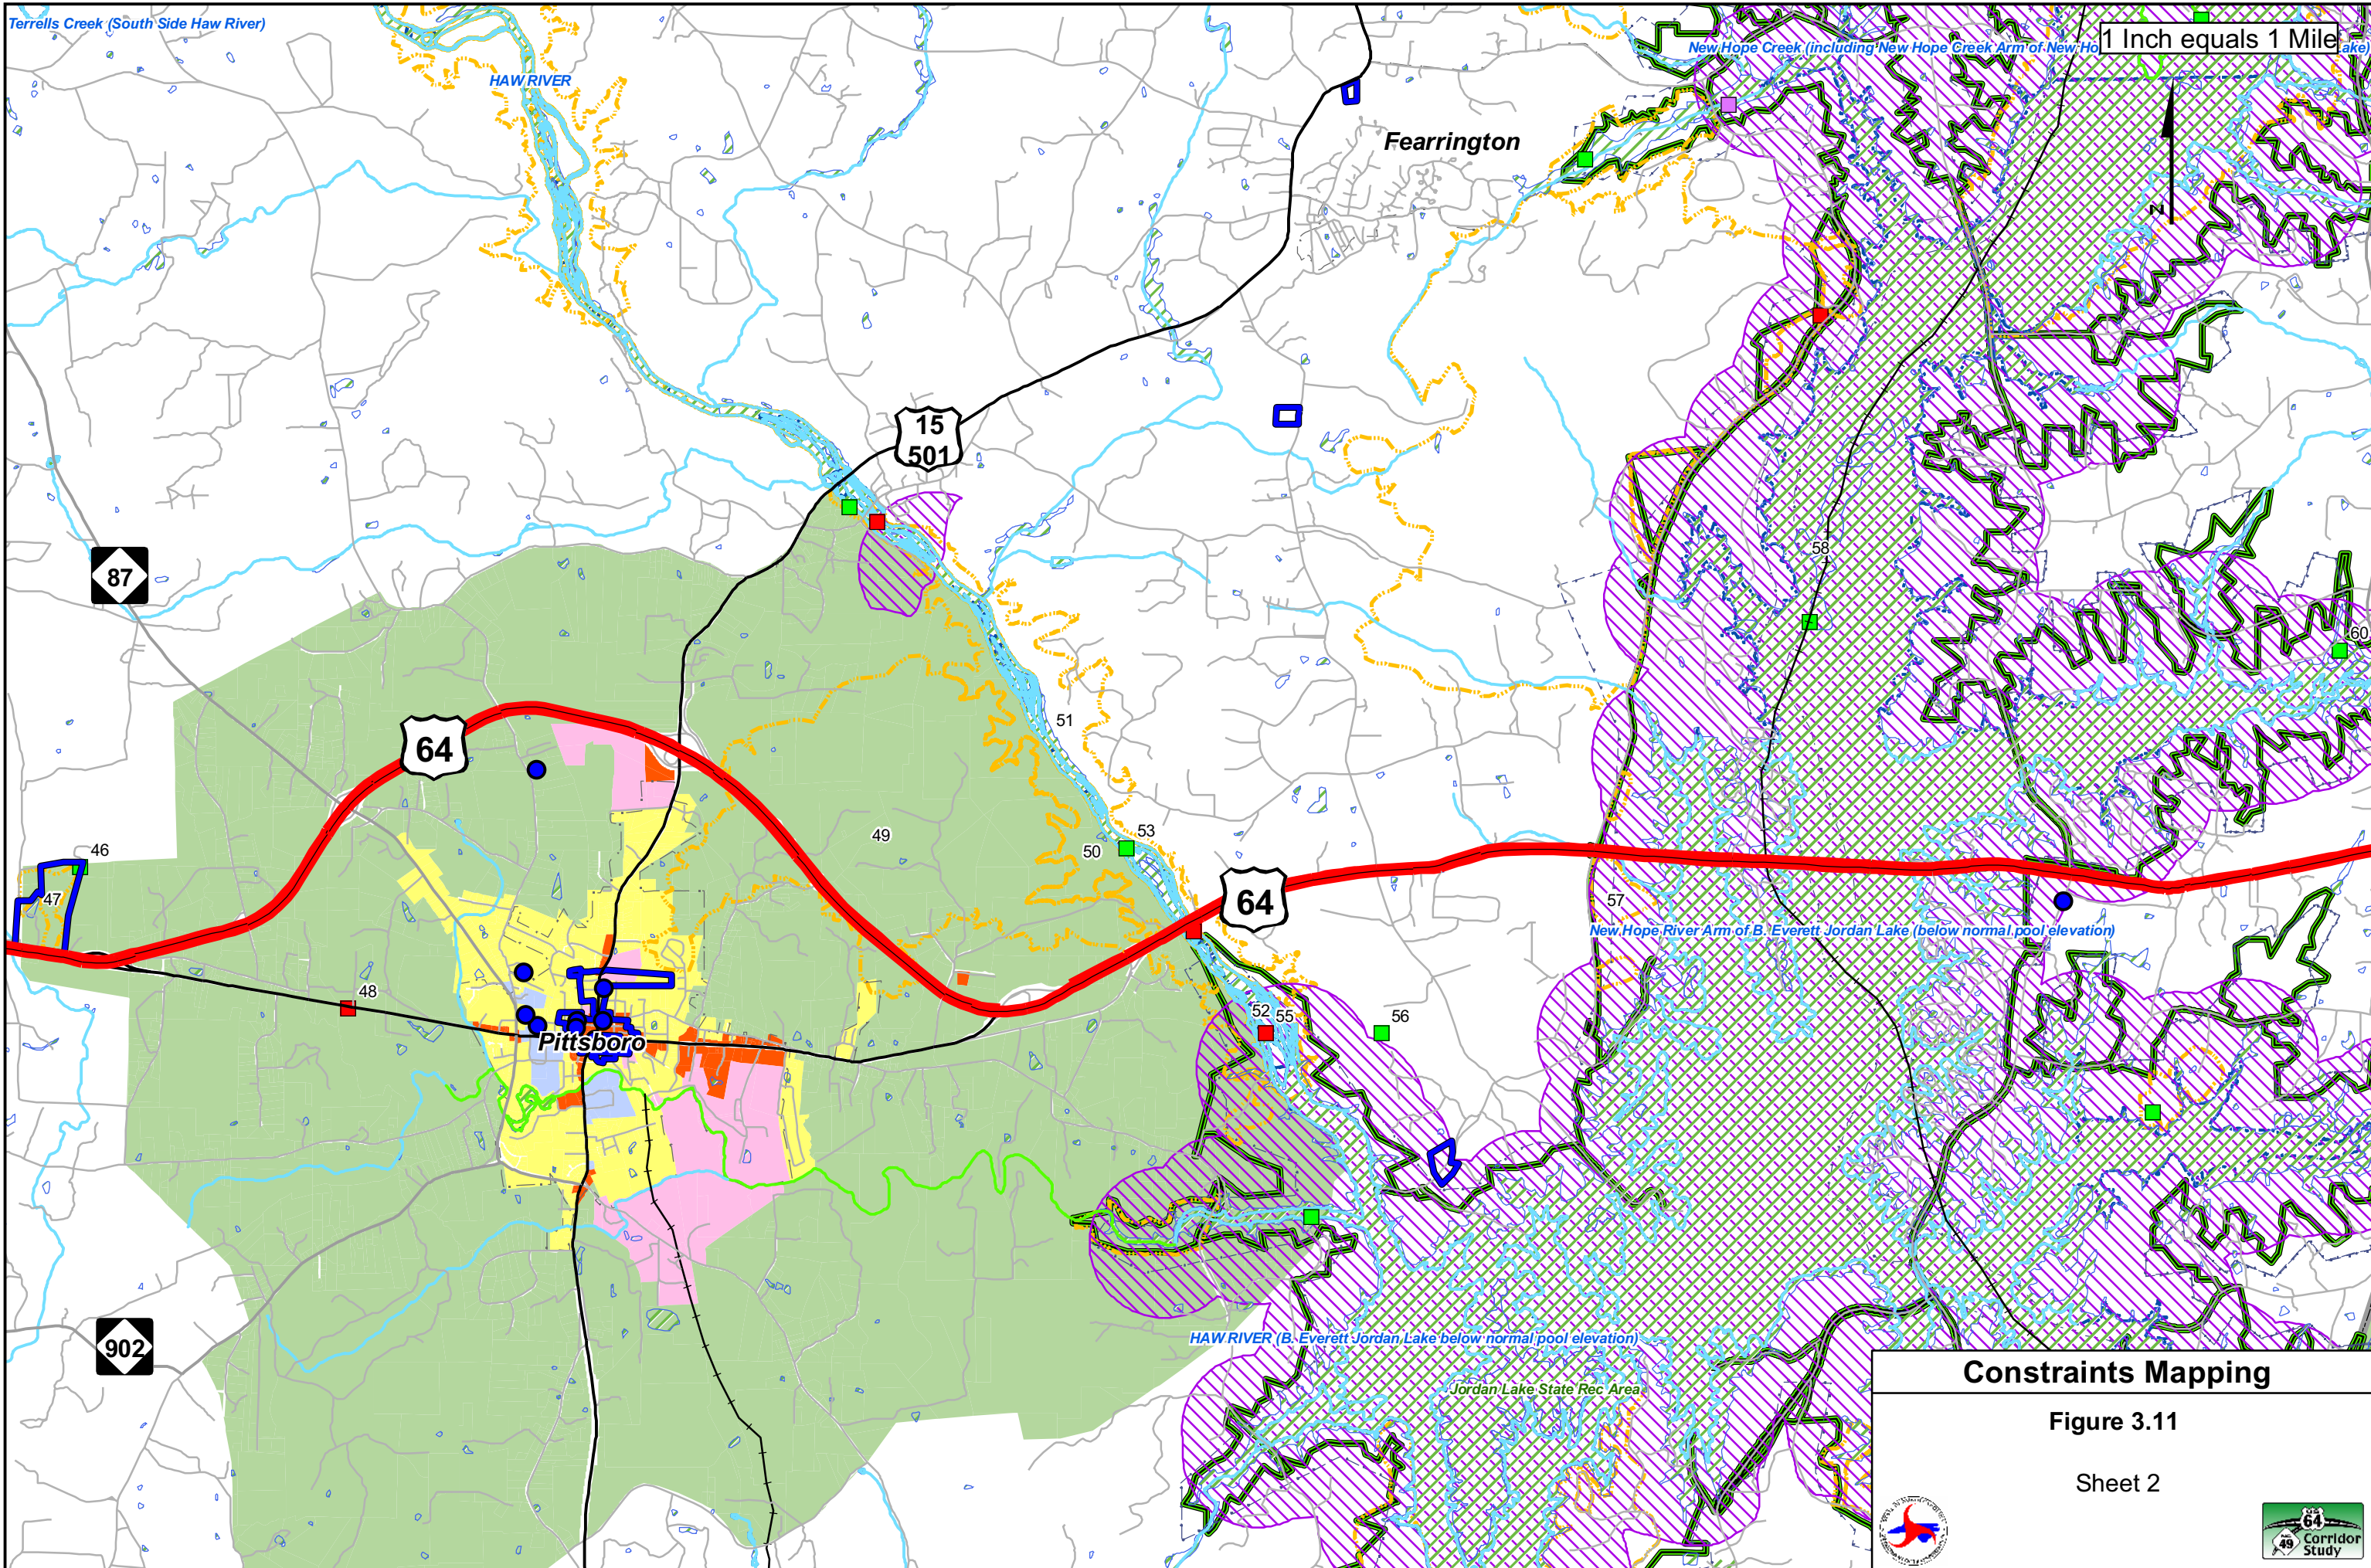 Terrells Creek (South Side Haw River)
New Hope Creek (including New Hope Creek Arm of New Ho
ake)
1 Inch equals 1 Mile
HAW RIVER
Fearrington
N
15
501
87
58
60
51
64
49
50
53
46
47
64
57
New Hope River Arm of B. Everett Jordan Lake (below normal pool elevation)
48
52
55
56
Pittsboro
HAW RIVER (B. Everett Jordan Lake below normal pool elevation)
902
Jordan Lake State Rec Area
Constraints Mapping
Figure 3.11
Sheet 2
US
64
NC
49
Corridor
Study